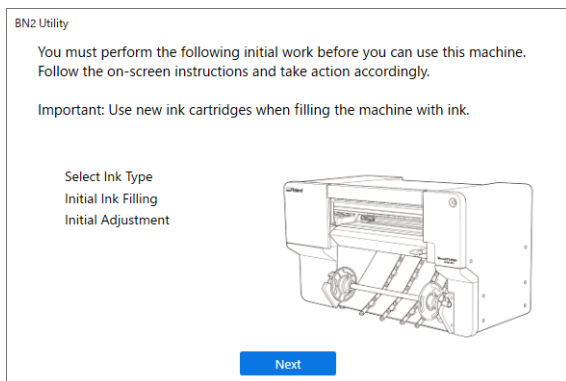 BN2 Utility
You must perform the following initial work before you can use this machine.
Follow the on-screen instructions and take action accordingly.
Important: Use new ink cartridges when filling the machine with ink.
Select Ink Type
Initial Ink Filling
Initial Adjustment
Roland
Next